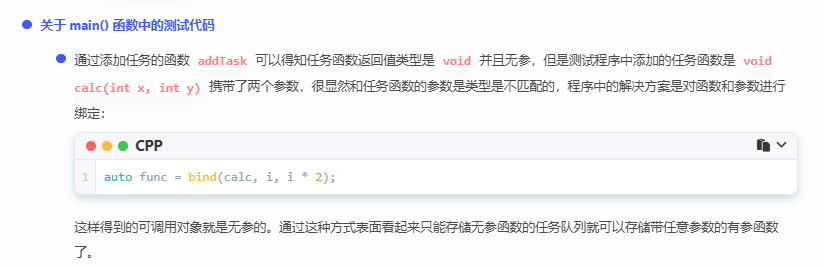 关于 main() 函数中的测试代码
通过添加任务的函数 addTask 可以得知任务函数返回值类型是 void 并且无参，但是测试程序中添加的任务函数是 void
calc(int x, int y) 携带了两个参数，很显然和任务函数的参数是类型是不匹配的，程序中的解决方案是对函数和参数进行
绑定：
CPP
1 auto func = bind(calc, i, i * 2);
这样得到的可调用对象就是无参的。通过这种方式表面看起来只能存储无参函数的任务队列就可以存储带任意参数的有参函数
了。